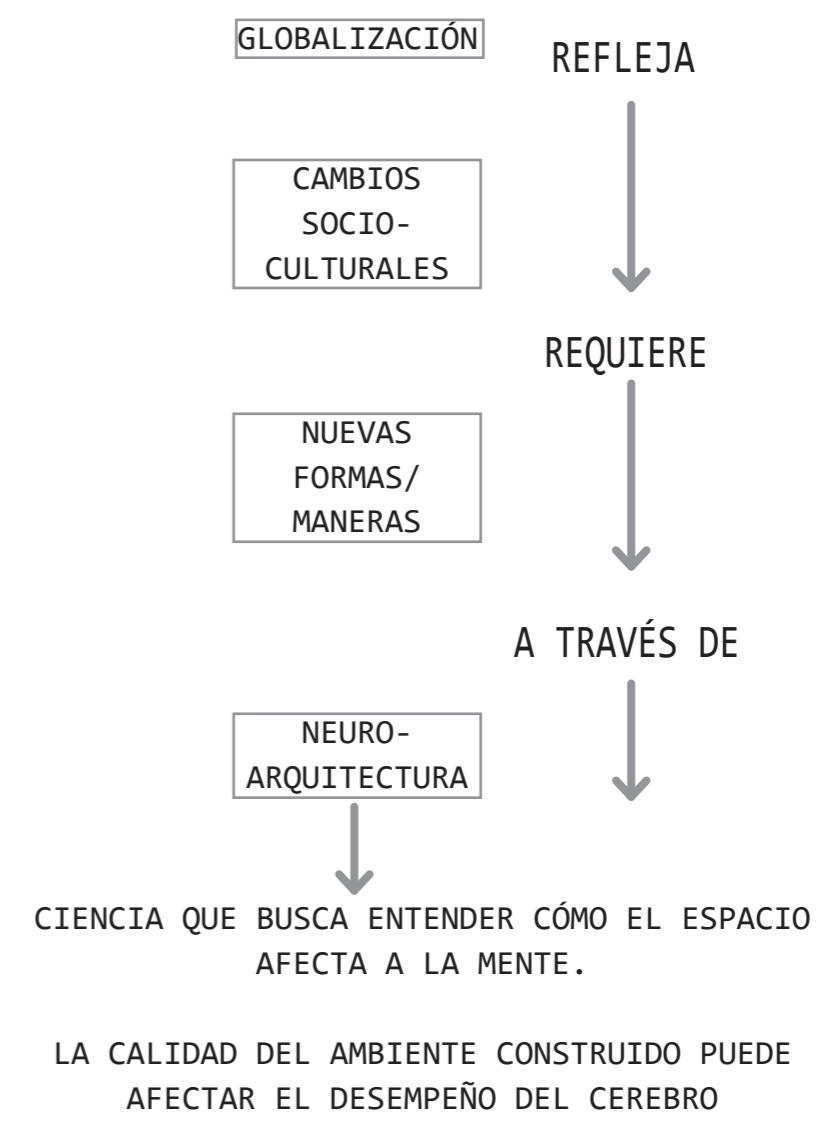 GLOBALIZACIÓN
REFLEJA
CAMBIOS
SOCIO-
CULTURALES
REQUIERE
NUEVAS
FORMAS/
MANERAS
A TRAVÉS DE
NEURO-
ARQUITECTURA
CIENCIA QUE BUSCA ENTENDER CÓMO EL ESPACIO
AFECTA A LA MENTE.
LA CALIDAD DEL AMBIENTE CONSTRUIDO PUEDE
AFECTAR EL DESEMPEÑO DEL CEREBRO